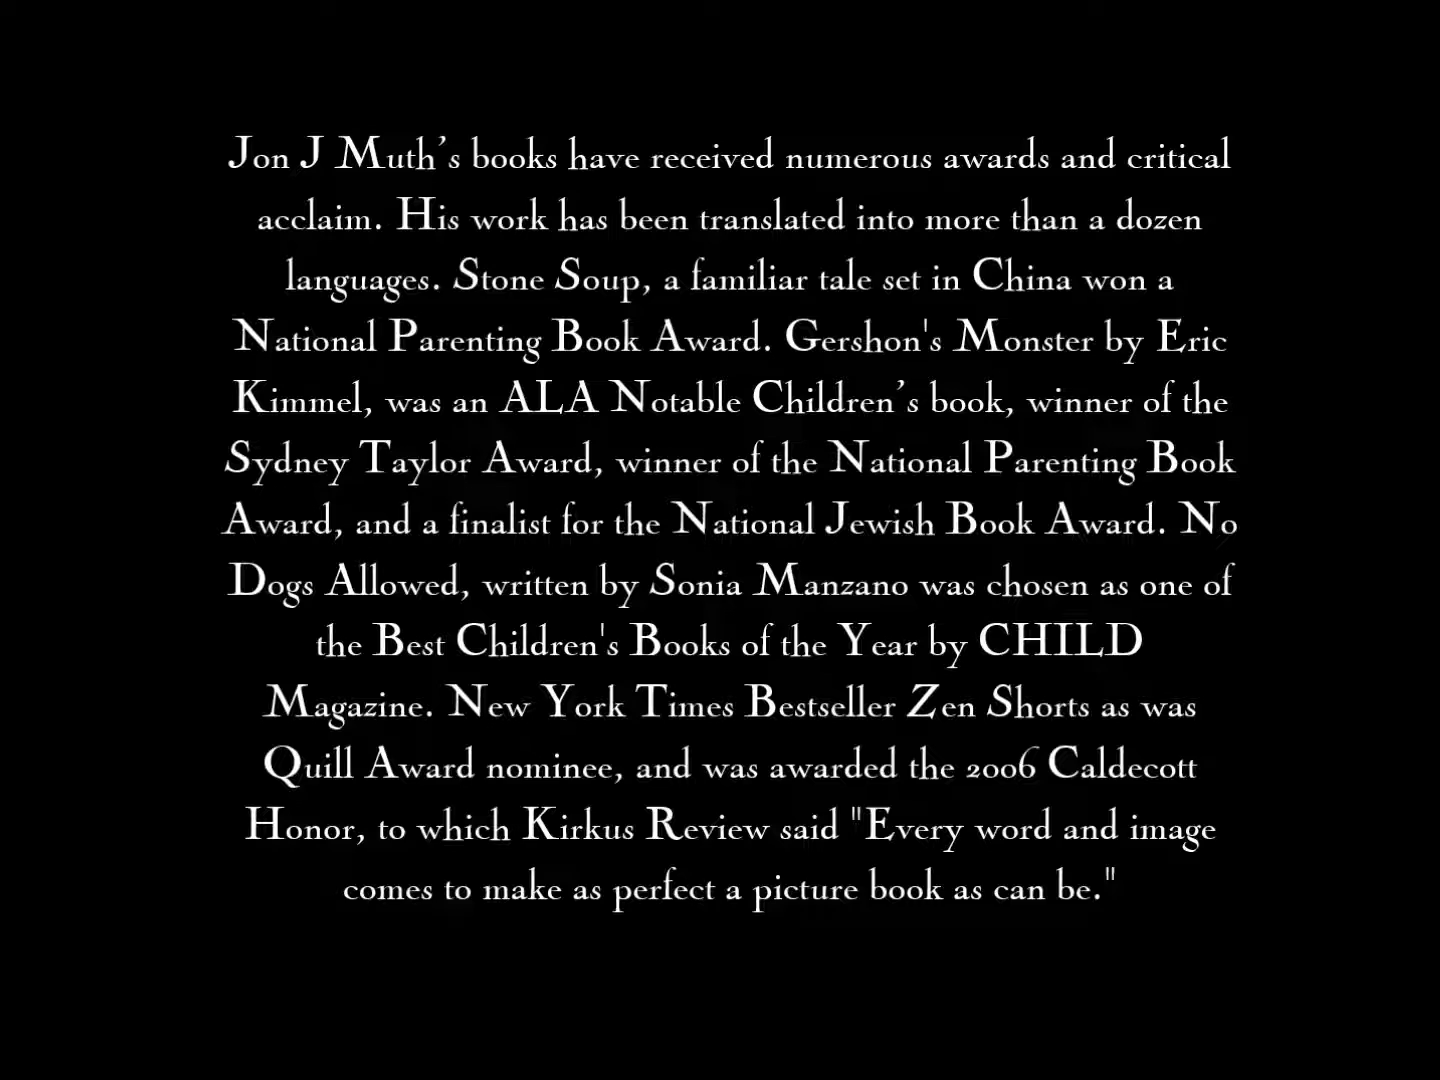 Jon J Muth’s books have received numerous awards and critical
acclaim. His work has been translated into more than a dozen
languages. Stone Soup, a familiar tale set in China won a
National Parenting Book Award. Gershon's Monster by Eric
Kimmel, was an ALA Notable Children’s book, winner of the
Sydney Taylor Award, winner of the National Parenting Book
Award, and a finalist for the National Jewish Book Award. No
Dogs Allowed, written by Sonia Manzano was chosen as one of
the Best Children's Books of the Year by CHILD
Magazine. New York Times Bestseller Zen Shorts as was
Quill Award nominee, and was awarded the 2006 Caldecott
Honor, to which Kirkus Review said "Every word and image
comes to make as perfect a picture book as can be."